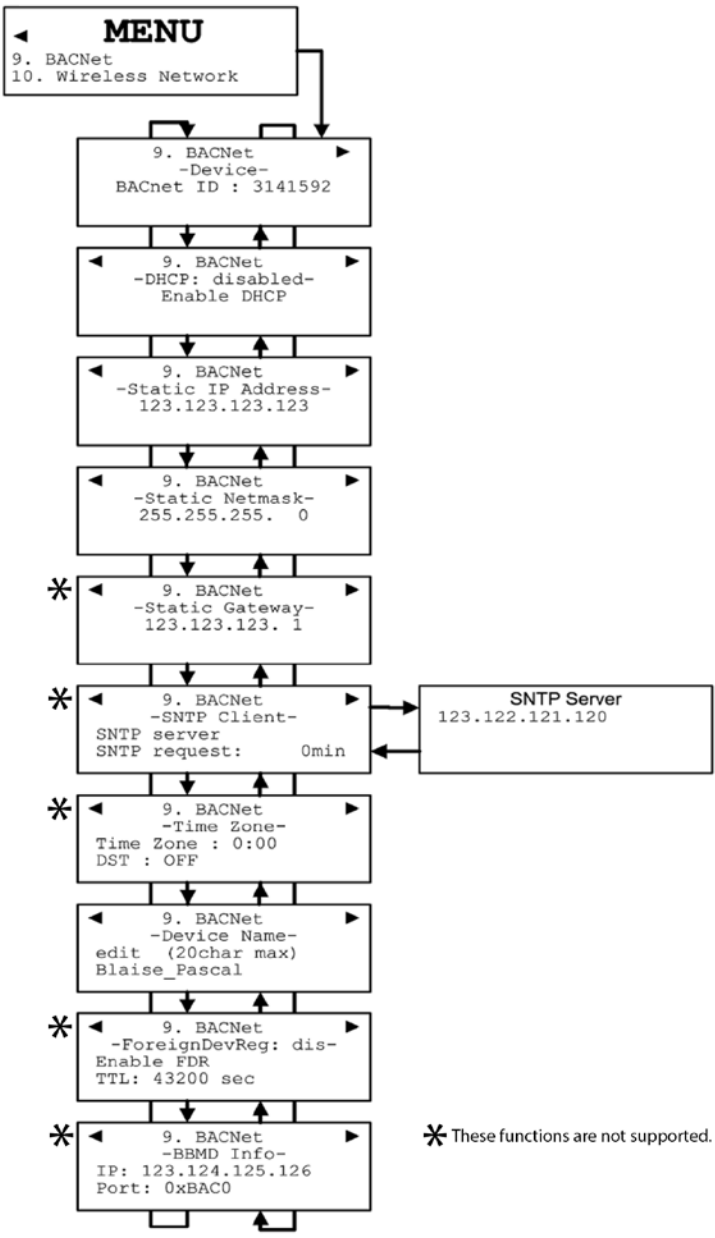 MENU
9. BACNet
10. Wireless Network
9. BACNet
-Device-
BACnet ID : 3141592
9. BACNet
-DHCP: disabled-
Enable DHCP
9. BACNet
-Static IP Address-
123.123.123.123
9. BACNet
-Static Netmask-
255.255.255.  0
9. BACNet
-Static Gateway-
123.123.123. 1
9. BACNet
-SNTP Client-
SNTP server
SNTP request:      0min
SNTP Server
123.122.121.120
9. BACNet
-Time Zone-
Time Zone : 0:00
DST : OFF
9. BACNet
-Device Name-
edit  (20char max)
Blaise_Pascal
9. BACNet
-ForeignDevReg: dis-
Enable FDR
TTL: 43200 sec
9. BACNet
-BBMD Info-
IP: 123.124.125.126
Port: 0xBAC0
* These functions are not supported.